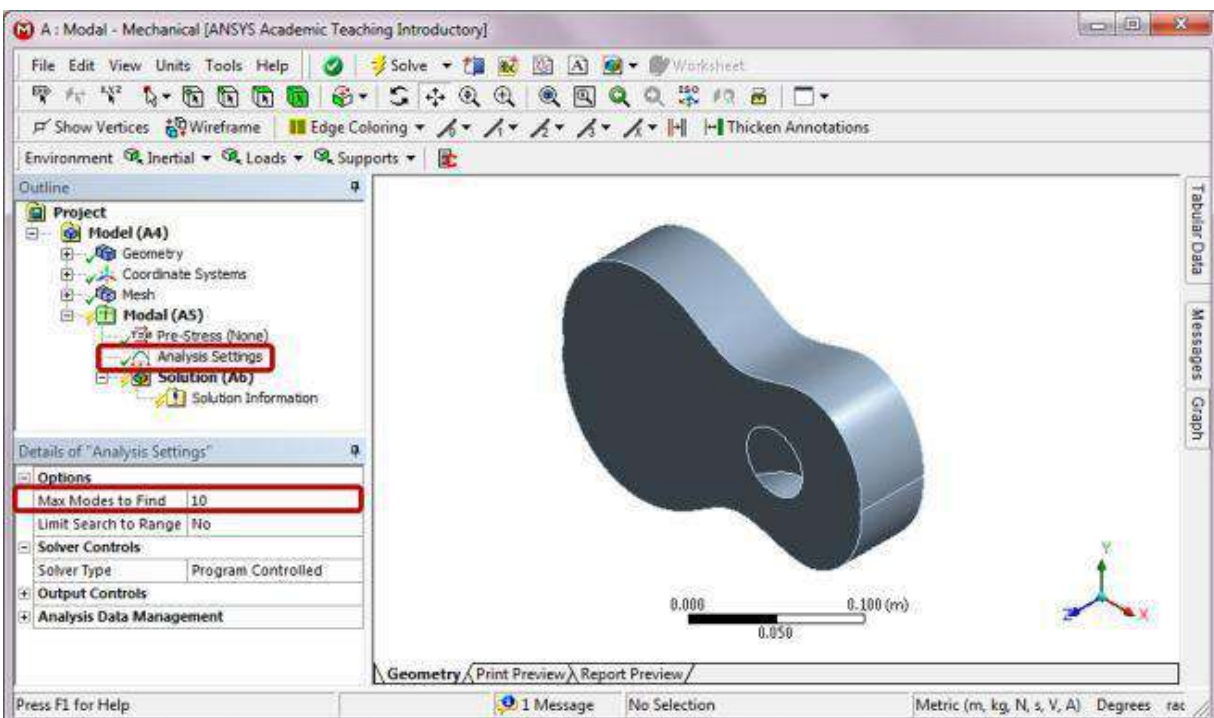 A : Modal - Mechanical [ANSYS Academic Teaching Introductory]
File Edit View Units Tools Help Solve A Worksheet
Show Vertices Wireframe Edge Coloring Thicken Annotations
Environment Inertial Loads Supports
Outline
Project
Model (A4)
Geometry
Coordinate Systems
Mesh
Modal (A5)
Pre-Stress (None)
Analysis Settings
Solution (A6)
Solution Information
Details of "Analysis Settings"
Options
Max Modes to Find 10
Limit Search to Range No
Solver Controls
Solver Type Program Controlled
Output Controls
Analysis Data Management
0.000 0.100 (m)
0.050
Y
Z X
Tabular Data
Messages
Graph
Geometry Print Preview Report Preview
Press F1 for Help 1 Message No Selection Metric (m, kg, N, s, V, A) Degrees